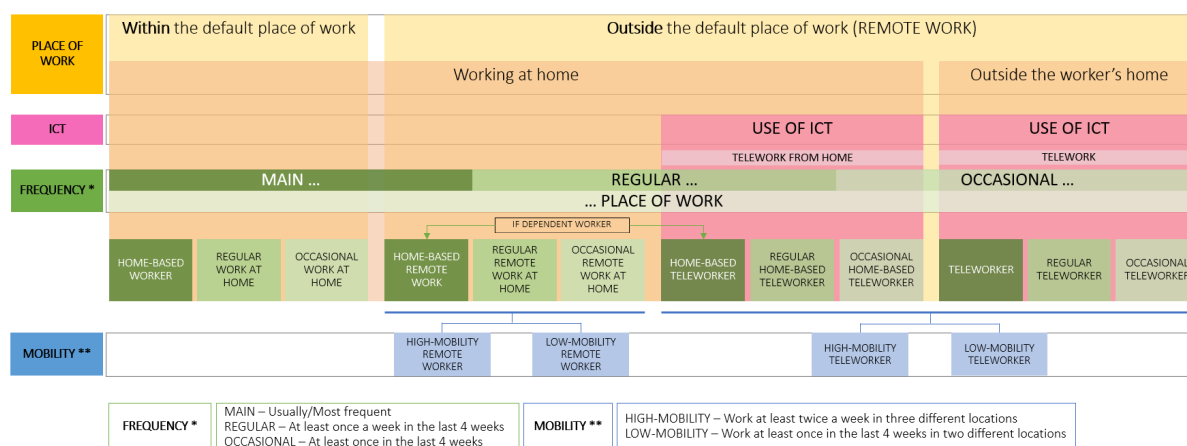 Within the default place of work
Outside the default place of work (REMOTE WORK)
PLACE OF
WORK
Working at home
Outside the worker's home
ICT
USE OF ICT
USE OF ICT
TELEWORK FROM HOME
TELEWORK
FREQUENCY *
MAIN ...
REGULAR ...
OCCASIONAL ...
... PLACE OF WORK
IF DEPENDENT WORKER
HOME-BASED
WORKER
REGULAR
WORK AT
HOME
OCCASIONAL
WORK AT
HOME
HOME-BASED
REMOTE
WORK
REGULAR
REMOTE
WORK AT
HOME
OCCASIONAL
REMOTE
WORK AT
HOME
HOME-BASED
TELEWORKER
REGULAR
HOME-BASED
TELEWORKER
OCCASIONAL
HOME-BASED
TELEWORKER
TELEWORKER
REGULAR
TELEWORKER
OCCASIONAL
TELEWORKER
MOBILITY **
HIGH-MOBILITY
REMOTE
WORKER
LOW-MOBILITY
REMOTE
WORKER
HIGH-MOBILITY
TELEWORKER
LOW-MOBILITY
TELEWORKER
FREQUENCY *
MAIN – Usually/Most frequent
REGULAR – At least once a week in the last 4 weeks
OCCASIONAL – At least once in the last 4 weeks
MOBILITY **
HIGH-MOBILITY – Work at least twice a week in three different locations
LOW-MOBILITY – Work at least once in the last 4 weeks in two different locations